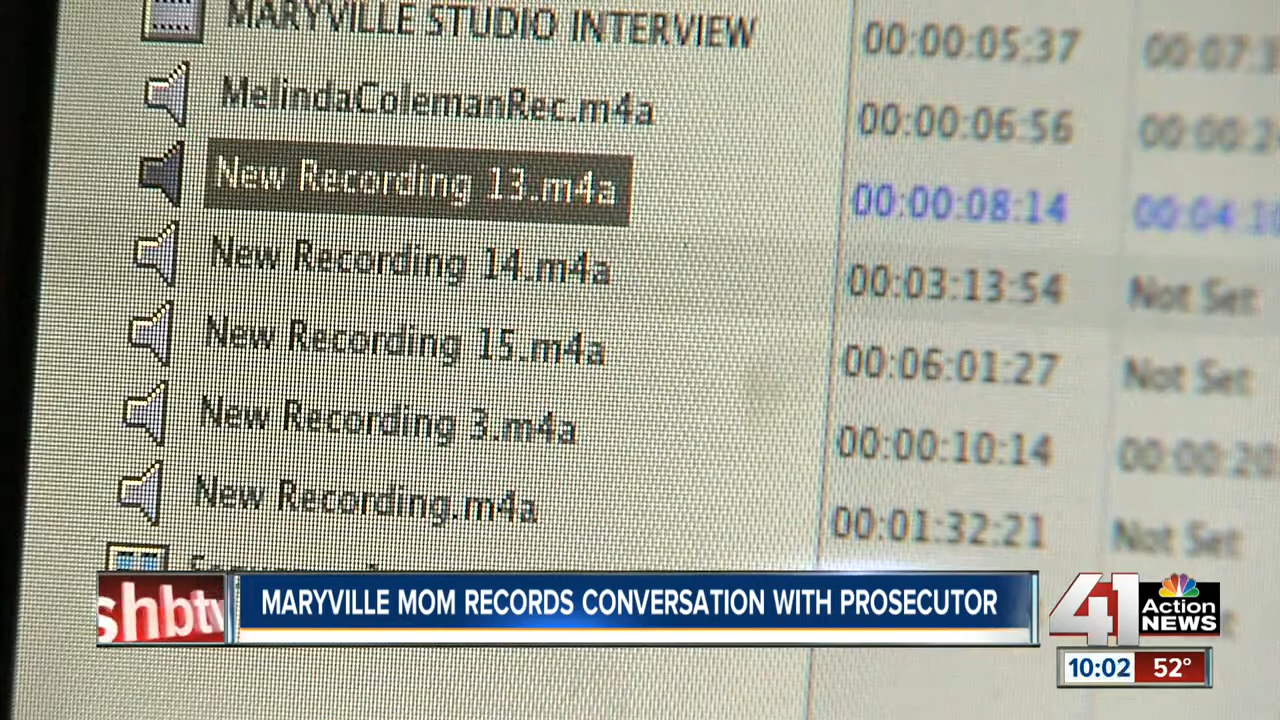 MARYVILLE STUDIO INTERVIEW 00:00:05:37
MelindaColemanRec.m4a 00:00:06:56
New Recording 13.m4a 00:00:08:14
New Recording 14.m4a 00:03:13:54 Not Set
New Recording 15.m4a 00:06:01:27 Not Set
New Recording 3.m4a 00:00:10:14
New Recording.m4a 00:01:32:21 Not Set
shbtv
MARYVILLE MOM RECORDS CONVERSATION WITH PROSECUTOR
41 Action NEWS
10:02 52°